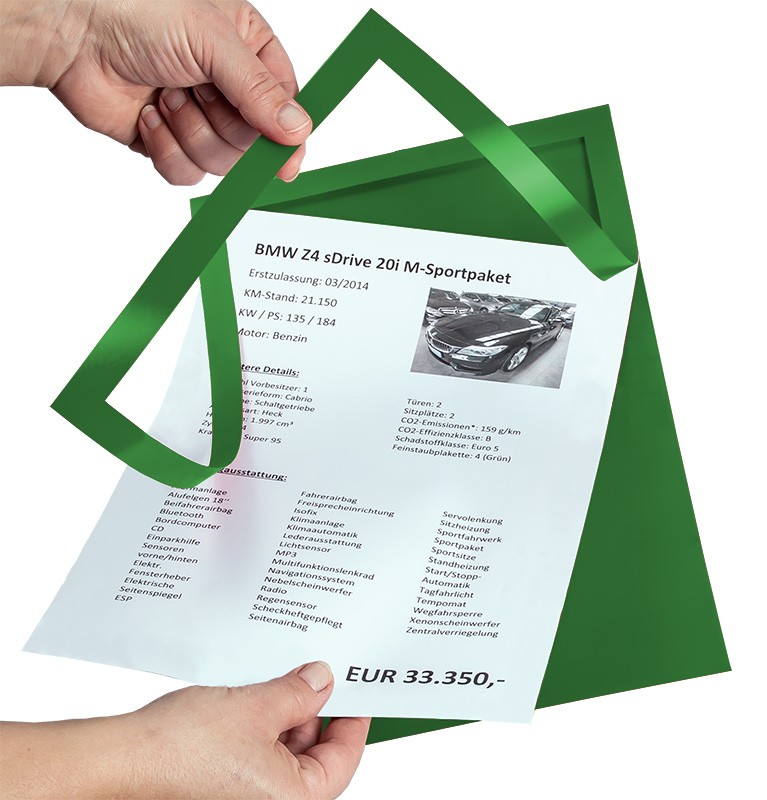 BMW Z4 sDrive 20i M-Sportpaket
Erstzulassung: 03/2014
KM-Stand: 21.150
KW / PS: 135 / 184
Motor: Benzin
Details:
Vorbesitzer: 1
Cabrio
Schaltgetriebe
Heck
1.997 cm³
4
Super 95
Türen: 2
Sitzplätze: 2
CO2-Emissionen*: 159 g/km
CO2-Effizienzklasse: B
Schadstoffklasse: Euro 5
Feinstaubplakette: 4 (Grün)
Alufelgen 18''
Beifahrerairbag
Bluetooth
Bordcomputer
CD
Einparkhilfe
Sensoren
vorne/hinten
Elektr.
Fensterheber
Elektrische
Seitenspiegel
ESP
Fahrerairbag
Freisprecheinrichtung
Isofix
Klimaanlage
Klimaautomatik
Lederausstattung
Lichtsensor
MP3
Multifunktionslenkrad
Navigationssystem
Nebelscheinwerfer
Radio
Regensensor
Scheckheftgepflegt
Seitenairbag
Servolenkung
Sitzheizung
Sportfahrwerk
Sportpaket
Sportsitze
Standheizung
Start/Stopp-
Automatik
Tagfahrlicht
Tempomat
Wegfahrsperre
Xenonscheinwerfer
Zentralverriegelung
EUR 33.350,-